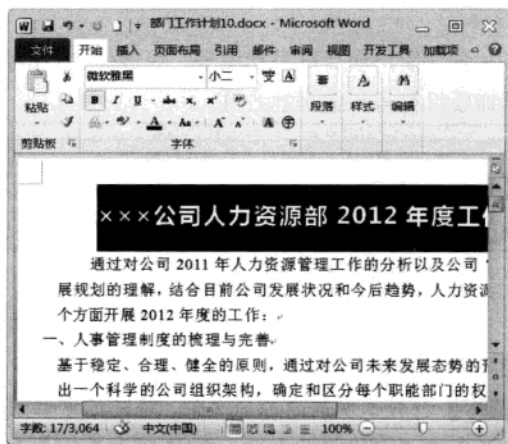 部门工作计划10.docx - Microsoft Word
文件 开始 插入 页面布局 引用 邮件 审阅 视图 开发工具 加载项
微软雅黑 小二
粘贴 段落 样式 编辑
剪贴板 字体
×××公司人力资源部 2012 年度工
通过对公司 2011 年人力资源管理工作的分析以及公司
展规划的理解，结合目前公司发展状况和今后趋势，人力资
个方面开展 2012 年度的工作：
一、人事管理制度的梳理与完善
基于稳定、合理、健全的原则，通过对公司未来发展态势的
出一个科学的公司组织架构，确定和区分每个职能部门的权
字数: 17/3,064 中文(中国) 100%